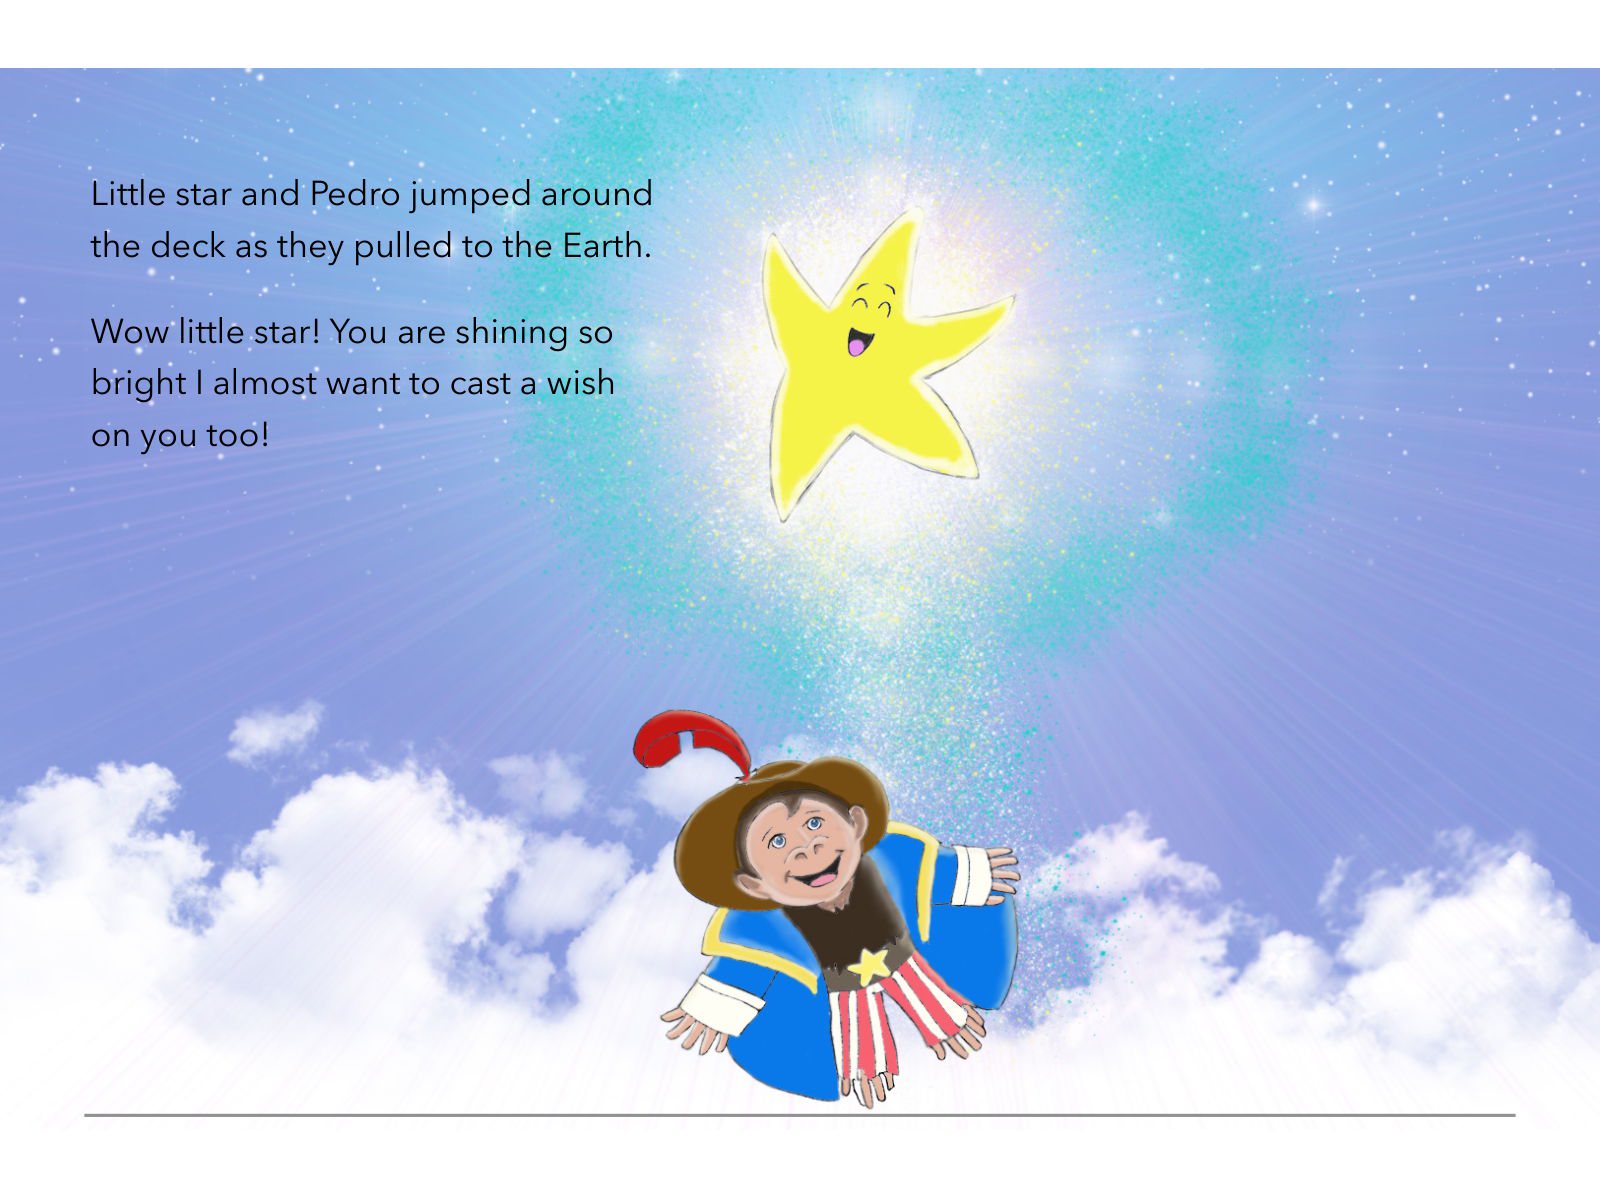 Little star and Pedro jumped around
the deck as they pulled to the Earth.
Wow little star! You are shining so
bright I almost want to cast a wish
on you too!